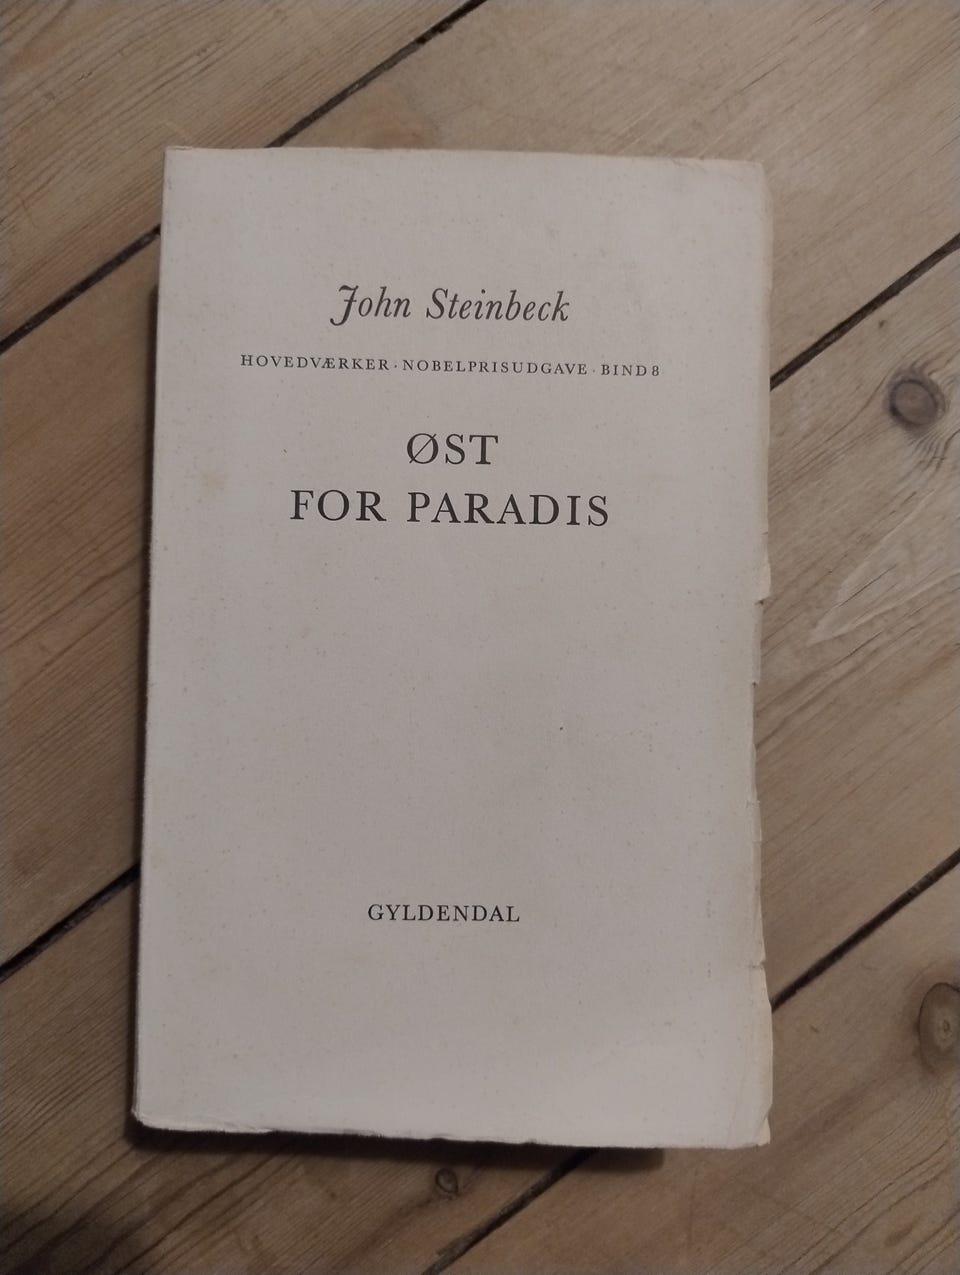 John Steinbeck
HOVEDVÆRKER · NOBELPRISUDGAVE · BIND 8
ØST
FOR PARADIS
GYLDENDAL